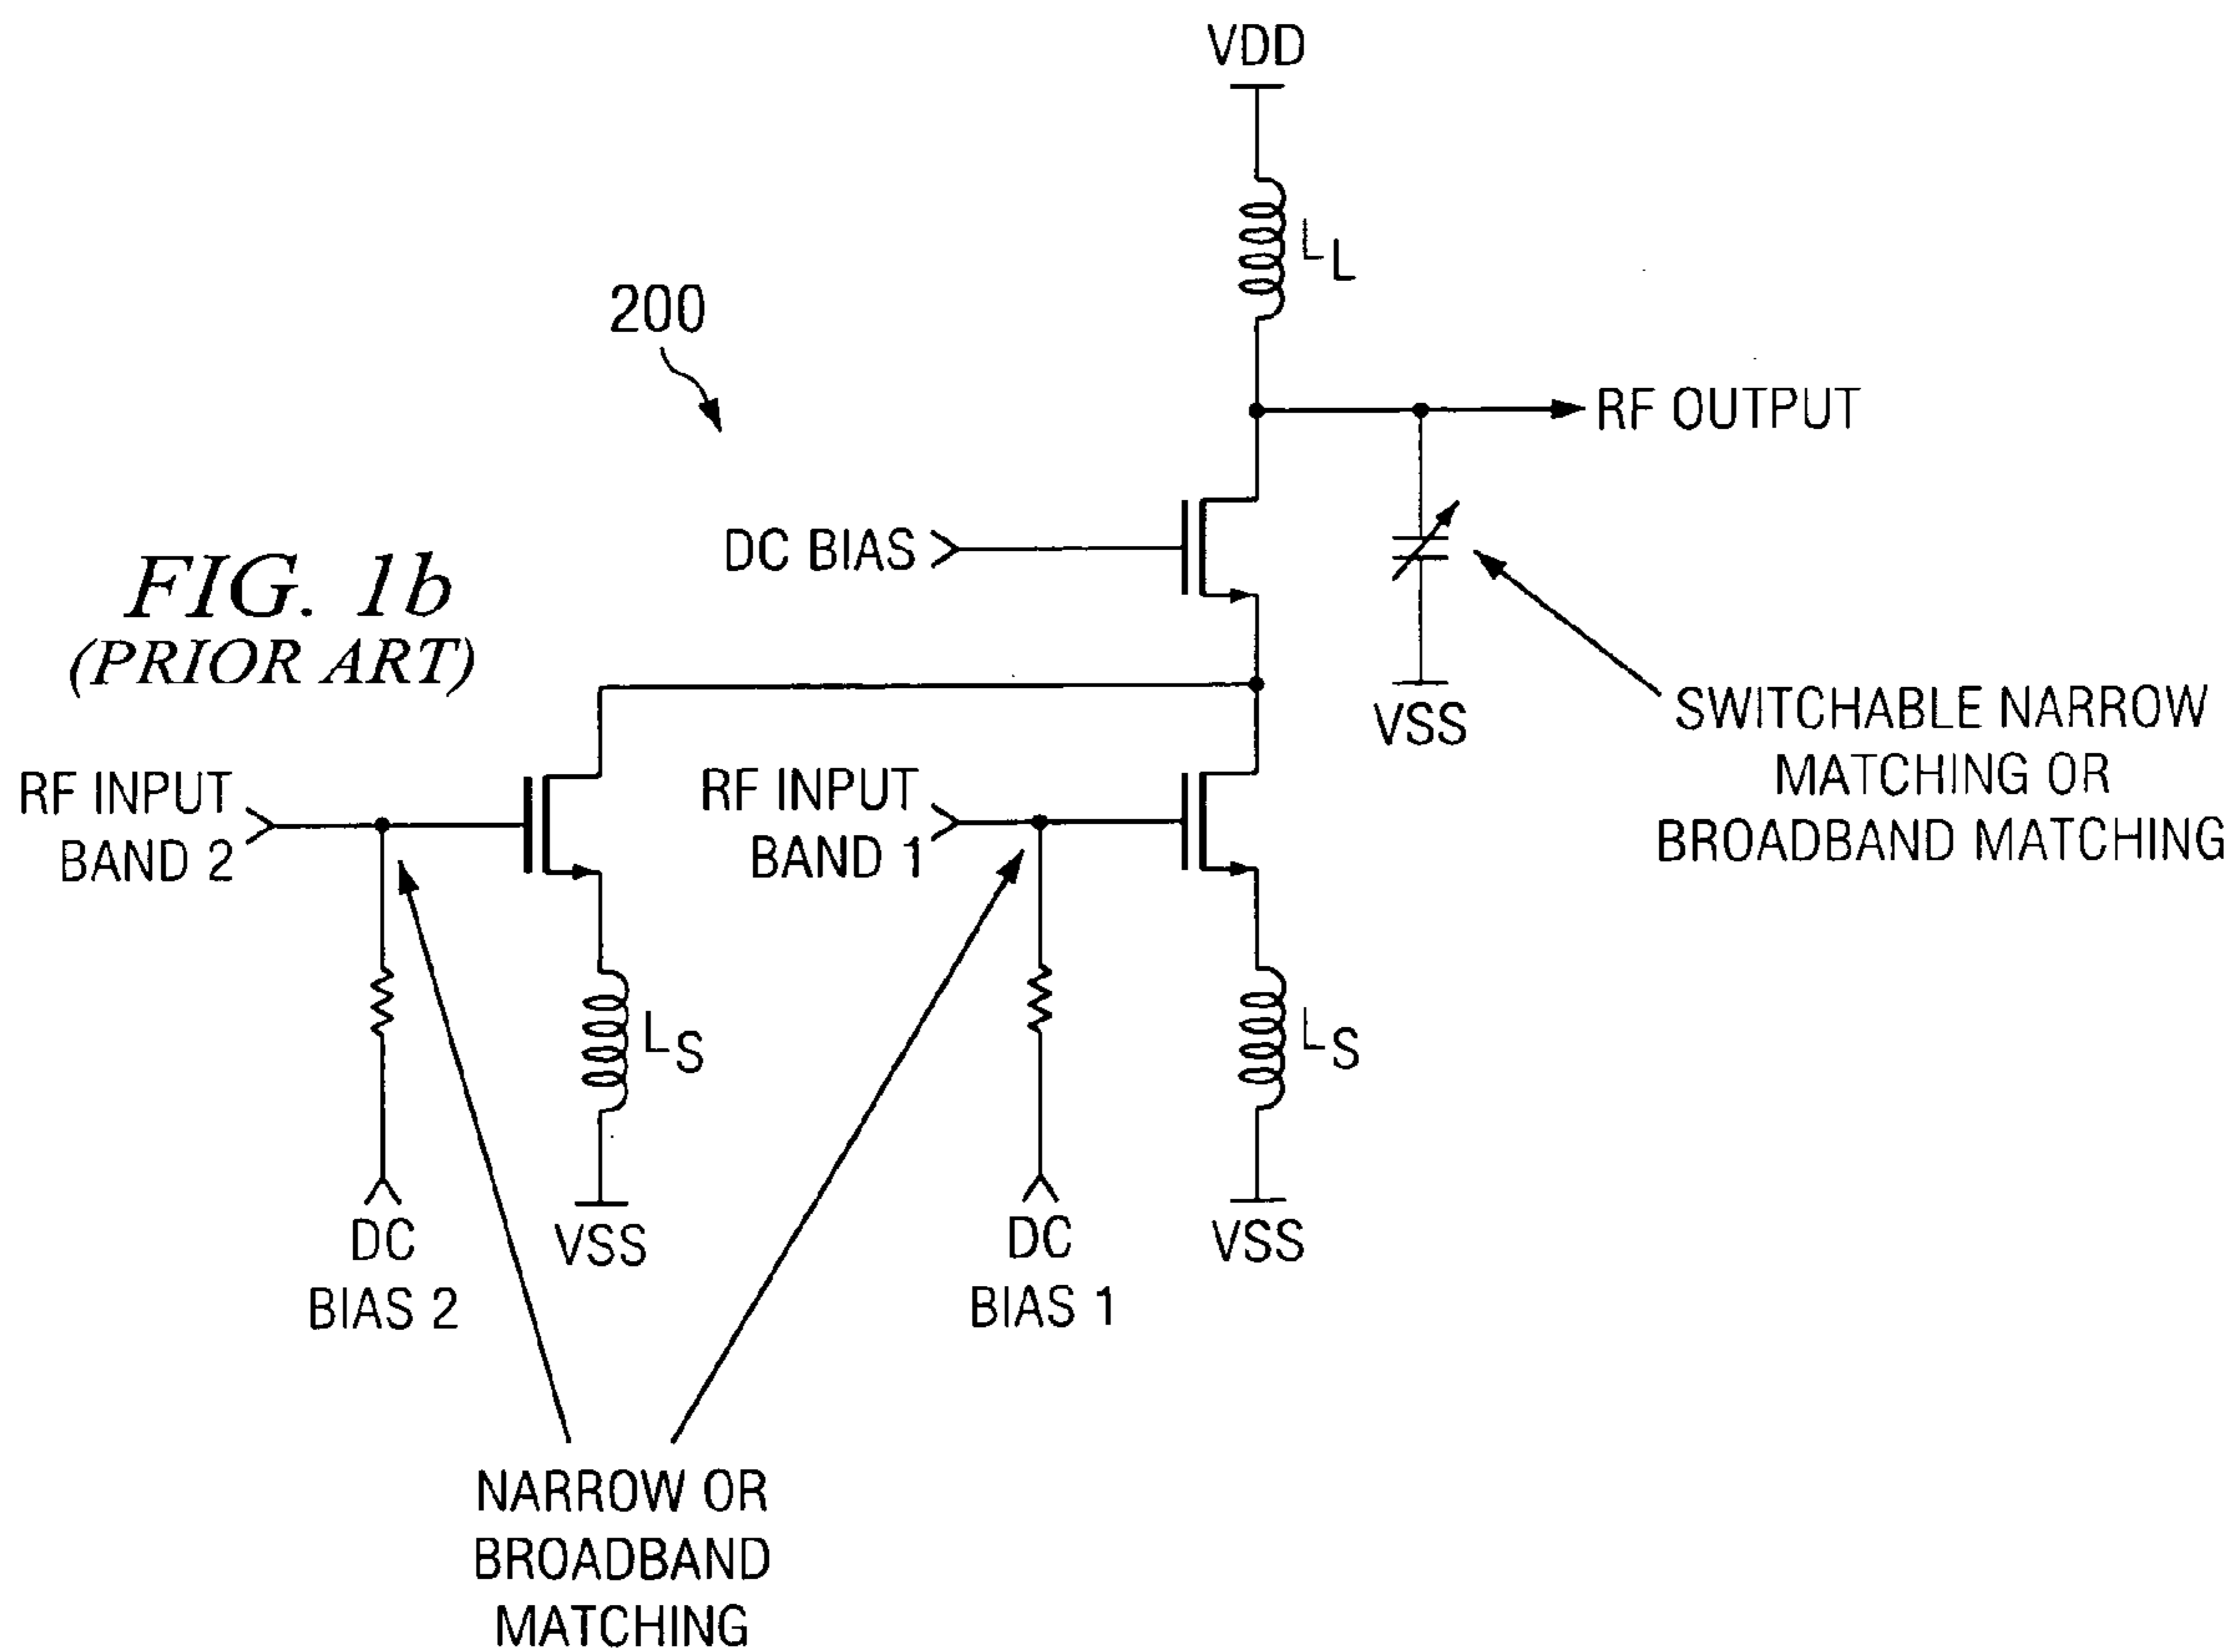 VDD
L_L
200
RF OUTPUT
DC BIAS
FIG. 1b
(PRIOR ART)
VSS
SWITCHABLE NARROW
MATCHING OR
BROADBAND MATCHING
RF INPUT
BAND 2
RF INPUT
BAND 1
L_S
L_S
DC
BIAS 2
VSS
DC
BIAS 1
VSS
NARROW OR
BROADBAND
MATCHING